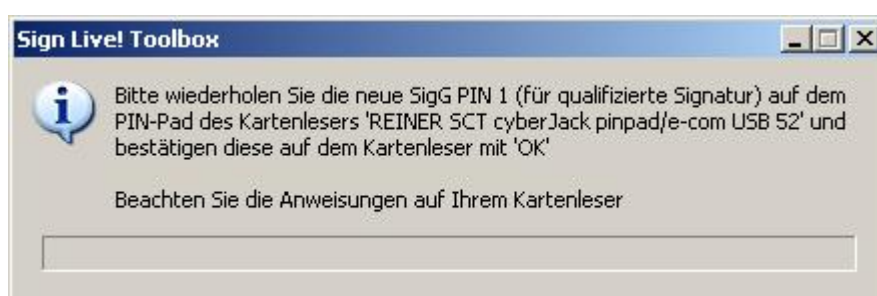 Sign Live! Toolbox
Bitte wiederholen Sie die neue SigG PIN 1 (für qualifizierte Signatur) auf dem
PIN-Pad des Kartenlesers 'REINER SCT cyberJack pinpad/e-com USB 52' und
bestätigen diese auf dem Kartenleser mit 'OK'
Beachten Sie die Anweisungen auf Ihrem Kartenleser